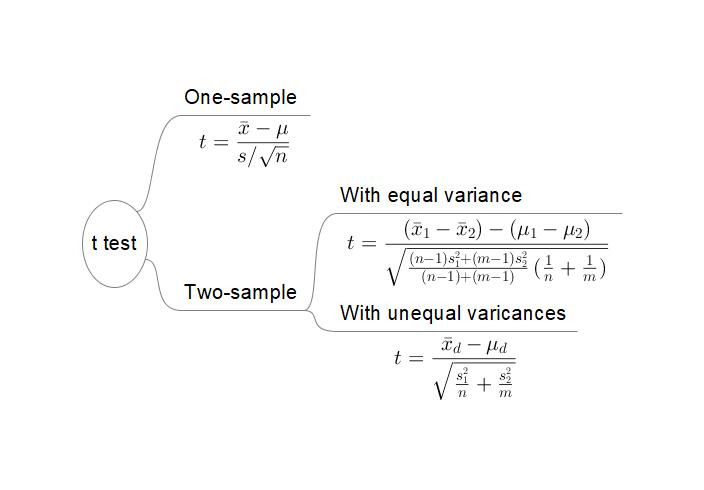 One-sample
t = \frac{\bar{x} - \mu}{s/\sqrt{n}}
With equal variance
t = \frac{(\bar{x}_1 - \bar{x}_2) - (\mu_1 - \mu_2)}{\sqrt{\frac{(n-1)s_1^2+(m-1)s_2^2}{(n-1)+(m-1)}(\frac{1}{n} + \frac{1}{m})}}
t test
Two-sample
With unequal varicances
t = \frac{\bar{x}_d - \mu_d}{\sqrt{\frac{s_1^2}{n} + \frac{s_2^2}{m}}}